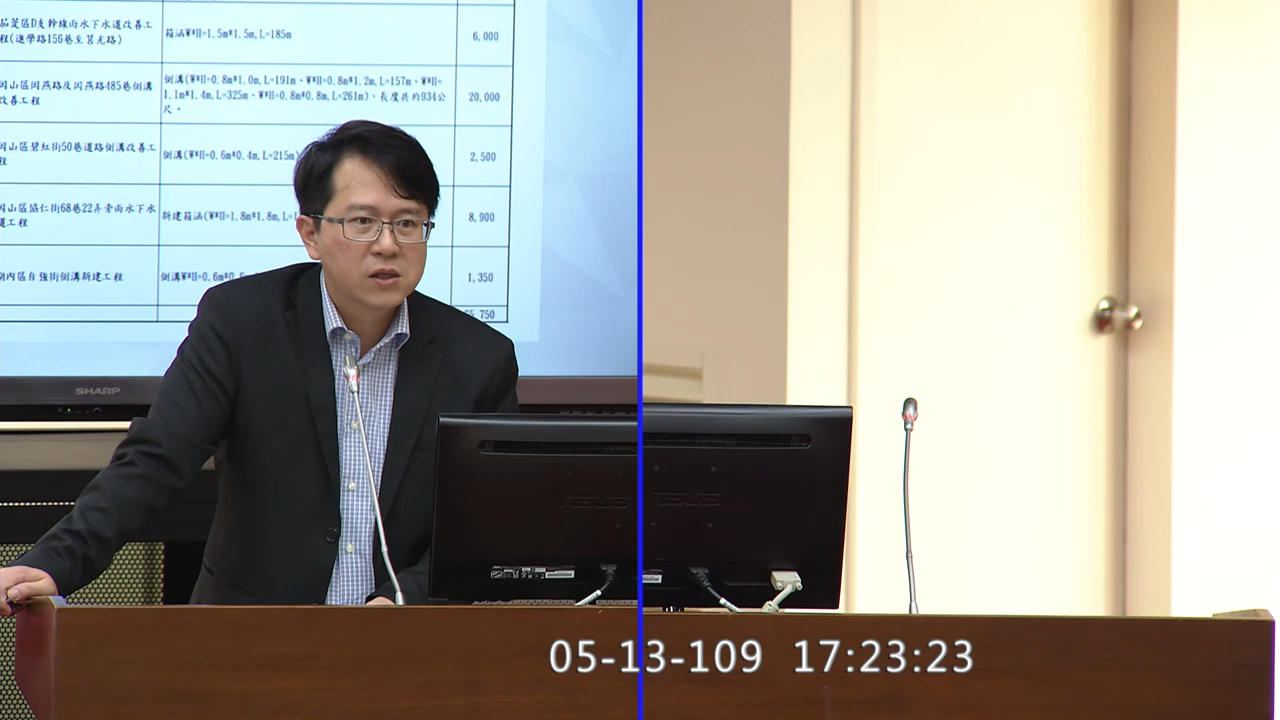 茄萣區D支幹線雨水下水道改善工
程(進學路156巷至莒光路)
箱涵W*H=1.5m*1.5m,L=185m
6,000
岡山區岡燕路及岡燕路485巷側溝
改善工程
側溝(W*H=0.8m*1.0m,L=191m、W*H=0.8m*1.2m,L=157m、W*H=
1.1m*1.4m,L=325m、W*H=0.8m*0.8m,L=261m)，長度共約934公
尺。
20,000
岡山區碧紅街50巷道路側溝改善工
程
側溝(W*H=0.6m*0.4m,L=215m)
2,500
岡山區協仁街68巷22弄旁雨水下水
道工程
新建箱涵(W*H=1.8m*1.8m,L=1
8,900
湖內區自強街側溝新建工程
側溝W*H=0.6m*0.6
1,350
65,750
SHARP
05-13-109 17:23:23